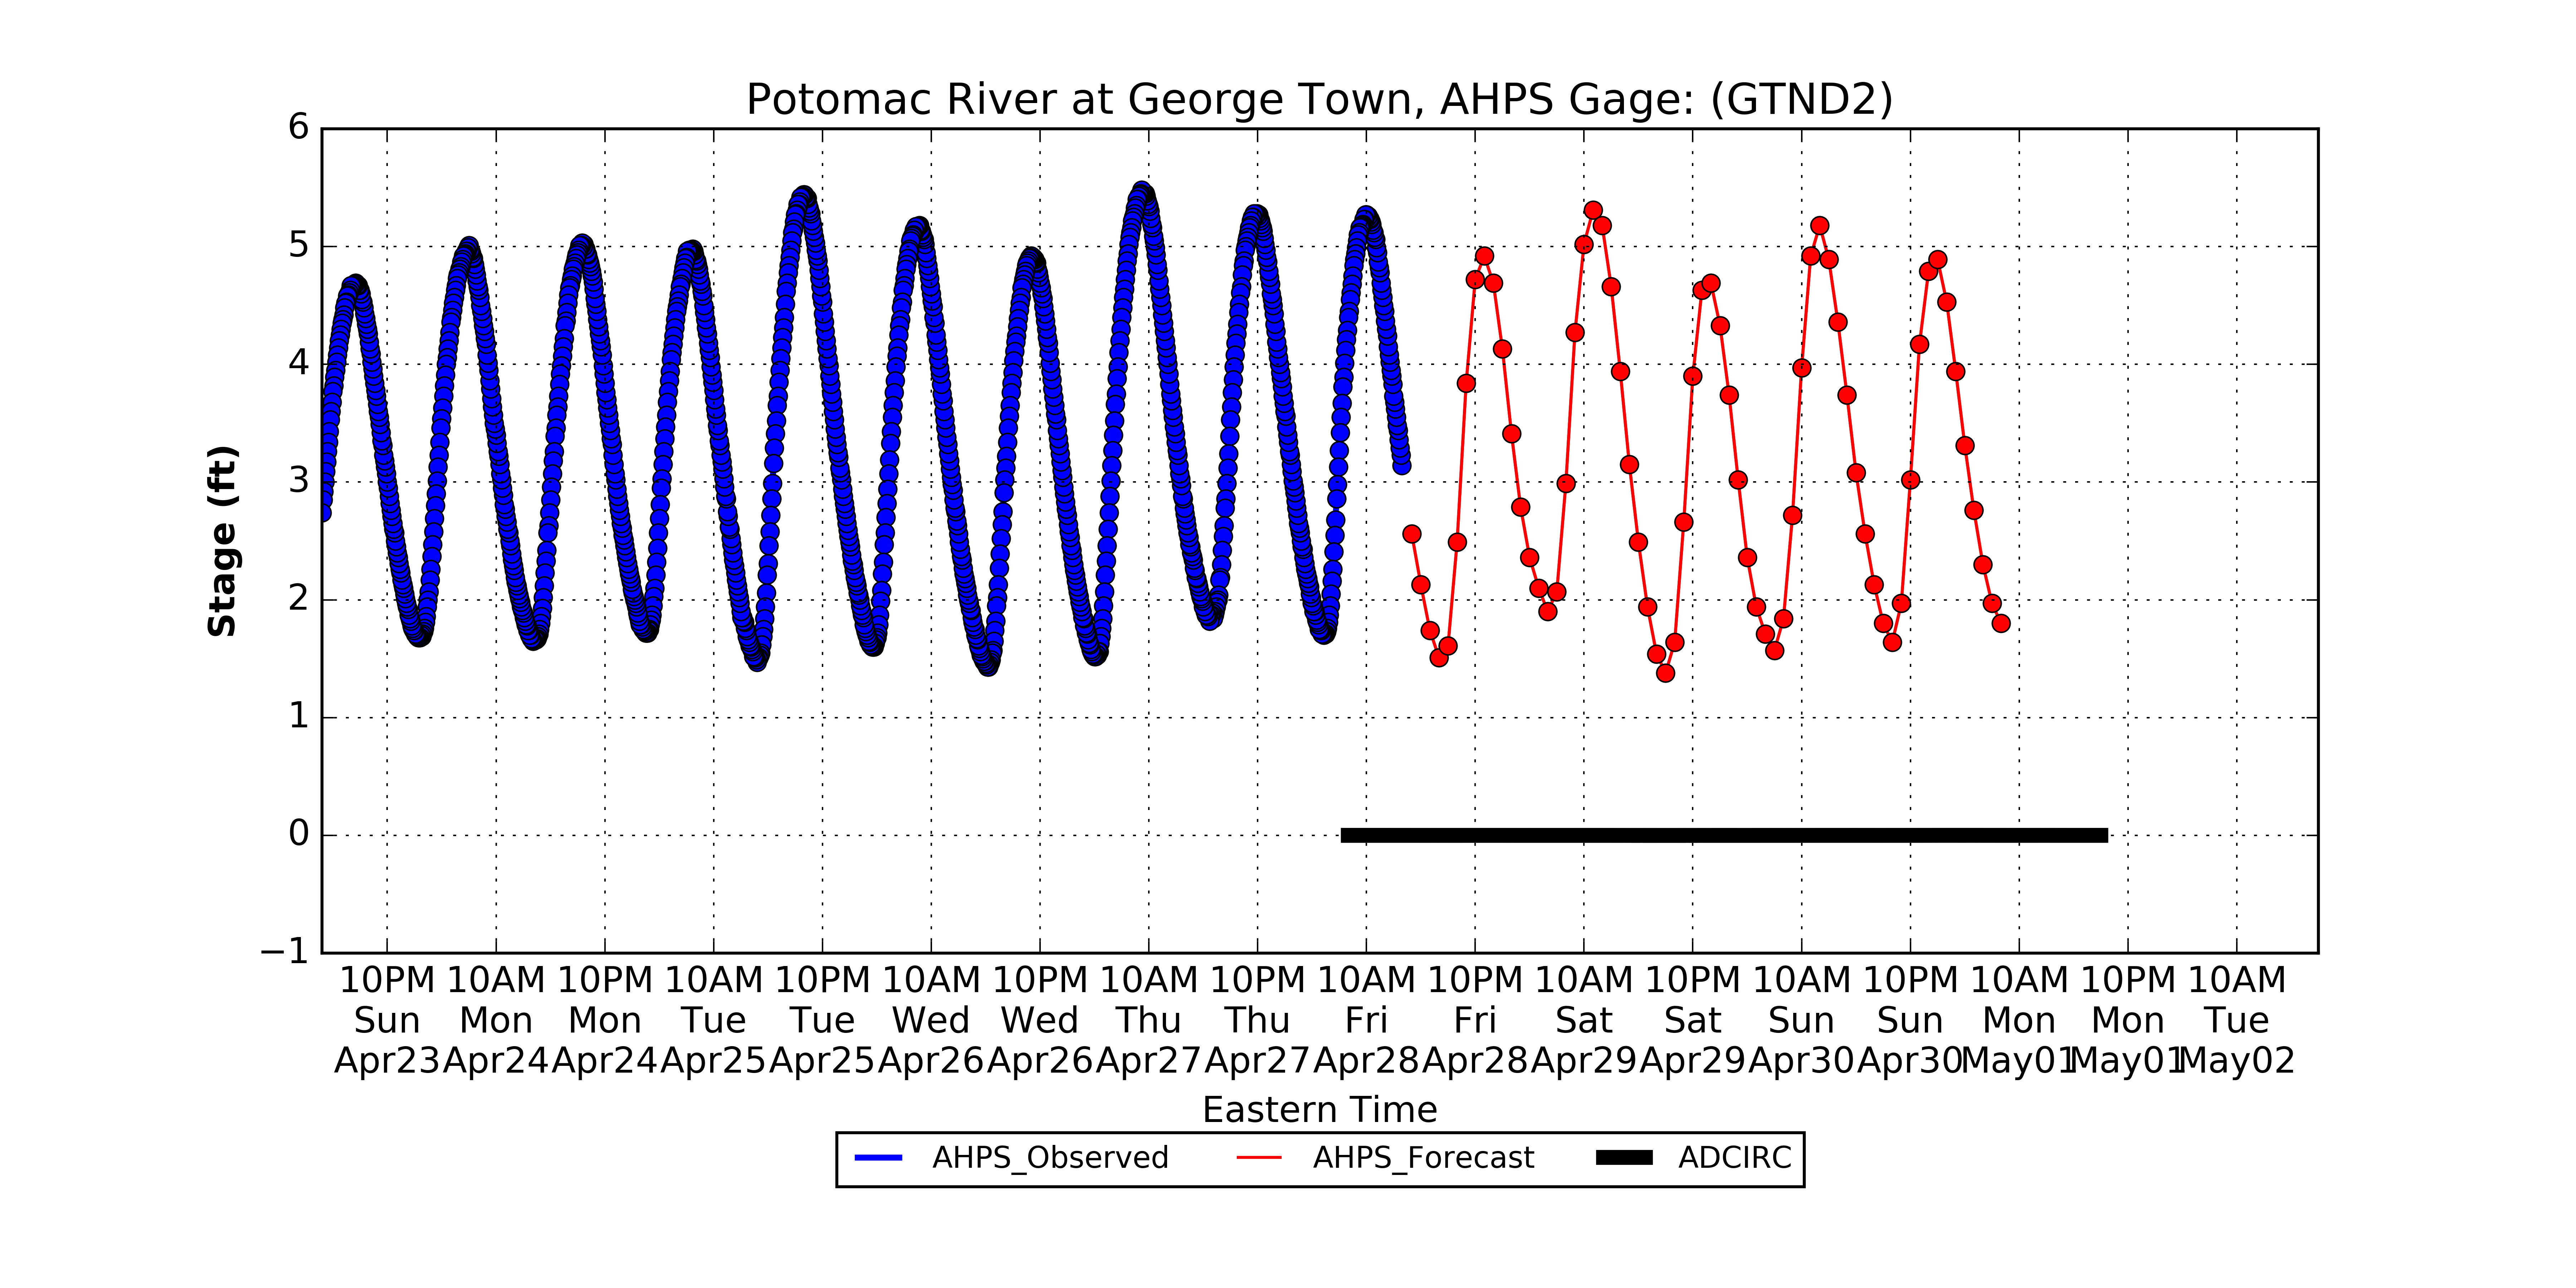 Potomac River at George Town, AHPS Gage: (GTND2)
6
5
4
3
2
1
0
−1
Stage (ft)
10PM 10AM 10PM 10AM 10PM 10AM 10PM 10AM 10PM 10AM 10PM 10AM 10PM 10AM 10PM 10AM 10PM 10AM
Sun Mon Mon Tue Tue Wed Wed Thu Thu Fri Fri Sat Sat Sun Sun Mon Mon Tue
Apr23 Apr24 Apr24 Apr25 Apr25 Apr26 Apr26 Apr27 Apr27 Apr28 Apr28 Apr29 Apr29 Apr30 Apr30 May01 May01 May02
Eastern Time
AHPS_Observed AHPS_Forecast ADCIRC